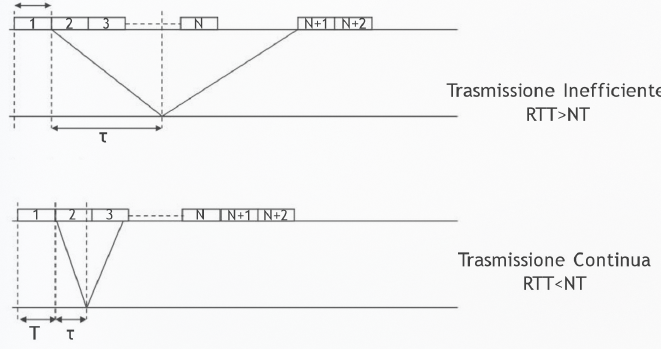 1 2 3 N N+1 N+2
Trasmissione Inefficiente
RTT>NT
τ
1 2 3 N N+1 N+2
Trasmissione Continua
RTT<NT
T τ